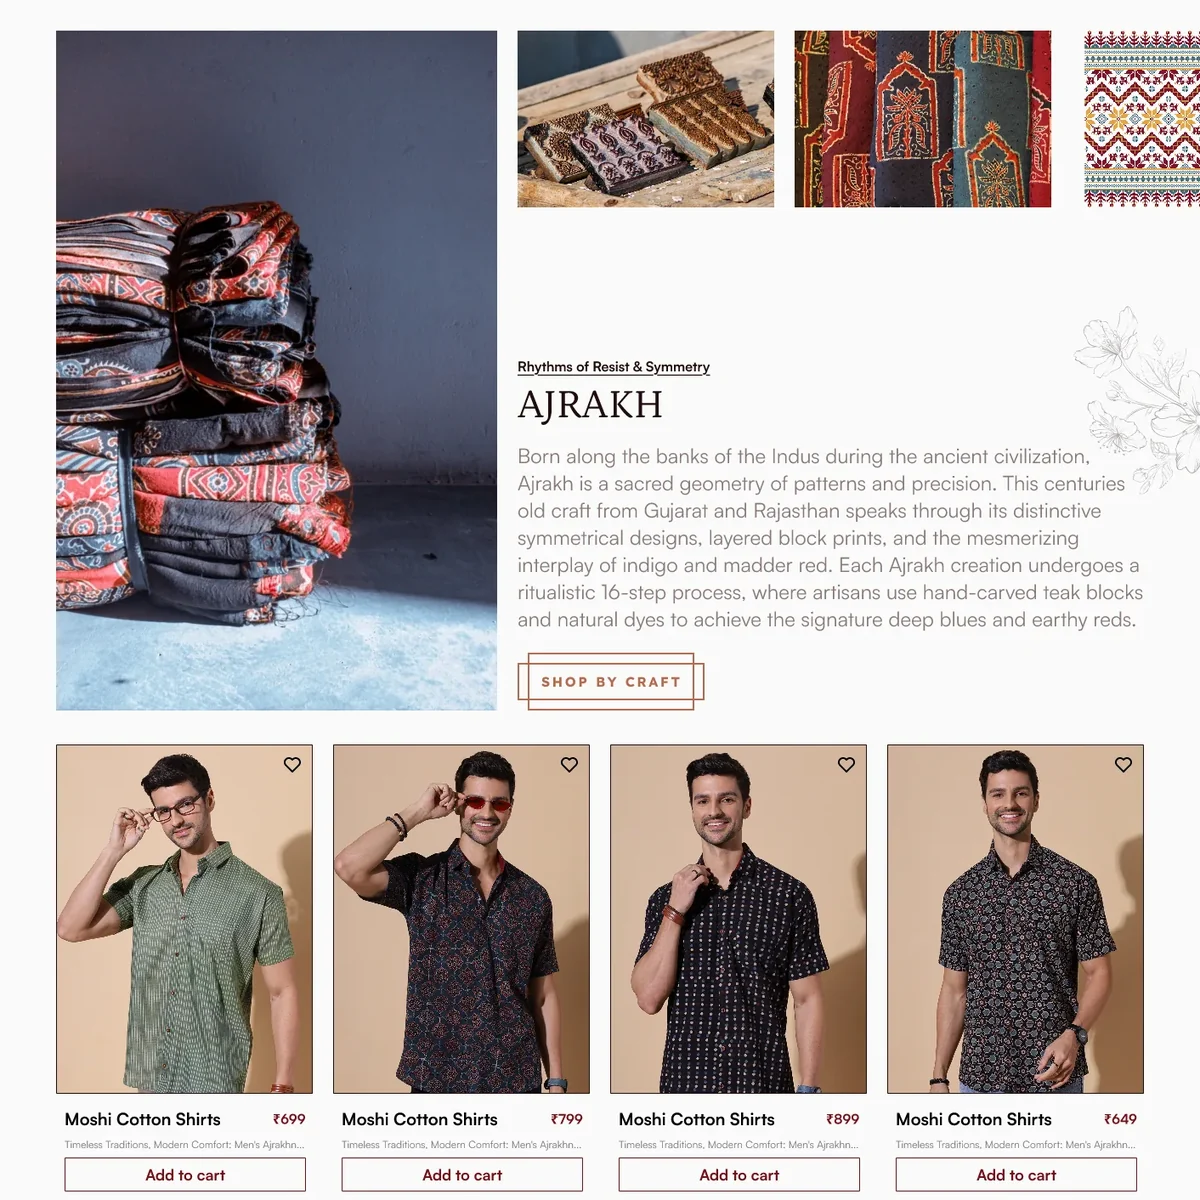 Rhythms of Resist & Symmetry
AJRAKH
Born along the banks of the Indus during the ancient civilization,
Ajrakh is a sacred geometry of patterns and precision. This centuries
old craft from Gujarat and Rajasthan speaks through its distinctive
symmetrical designs, layered block prints, and the mesmerizing
interplay of indigo and madder red. Each Ajrakh creation undergoes a
ritualistic 16-step process, where artisans use hand-carved teak blocks
and natural dyes to achieve the signature deep blues and earthy reds.
SHOP BY CRAFT
Moshi Cotton Shirts ₹699
Timeless Traditions, Modern Comfort: Men's Ajrakhn...
Add to cart
Moshi Cotton Shirts ₹799
Timeless Traditions, Modern Comfort: Men's Ajrakhn...
Add to cart
Moshi Cotton Shirts ₹899
Timeless Traditions, Modern Comfort: Men's Ajrakhn...
Add to cart
Moshi Cotton Shirts ₹649
Timeless Traditions, Modern Comfort: Men's Ajrakhn...
Add to cart